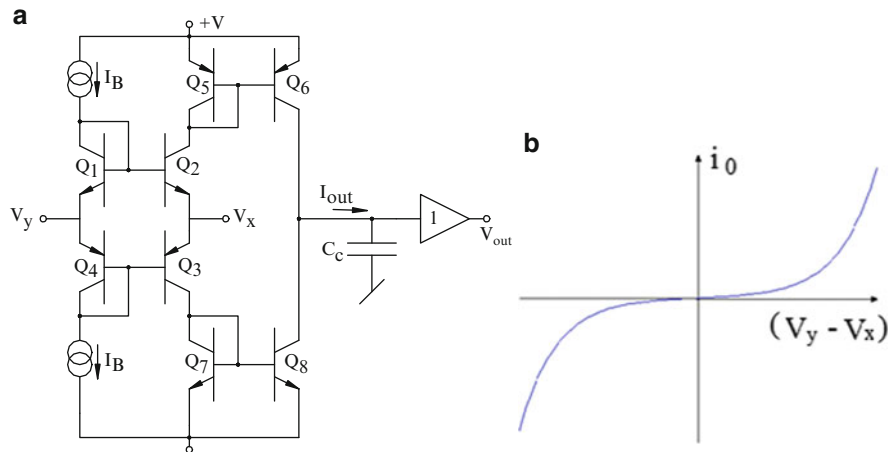 a
+V
I_B
Q_5
Q_6
Q_1
Q_2
V_y
V_x
I_out
1
V_out
C_c
Q_4
Q_3
I_B
Q_7
Q_8
b
i_0
(V_y - V_x)